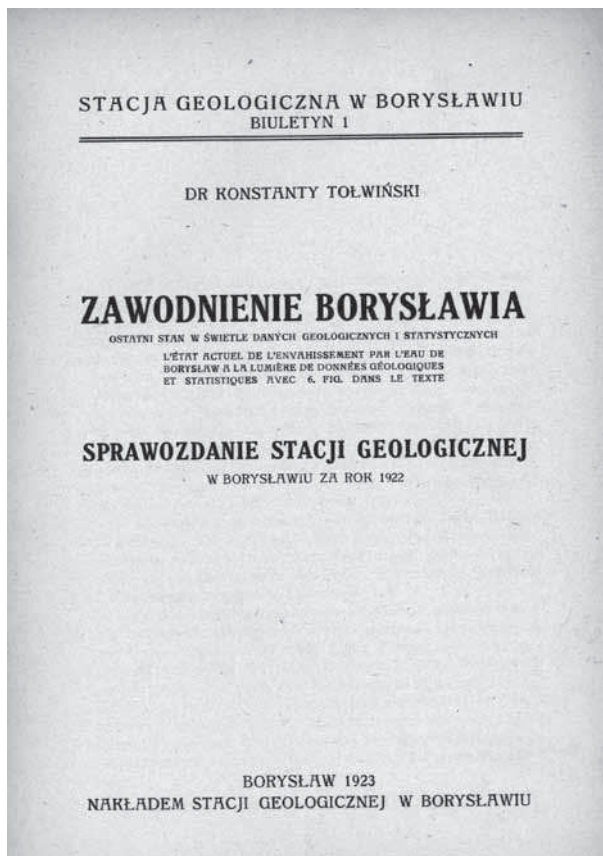 STACJA GEOLOGICZNA W BORYSŁAWIU
BIULETYN 1
DR KONSTANTY TOŁWIŃSKI
ZAWODNIENIE BORYSŁAWIA
OSTATNI STAN W ŚWIETLE DANYCH GEOLOGICZNYCH I STATYSTYCZNYCH
L'ÉTAT ACTUEL DE L'ENVAHISSEMENT PAR L'EAU DE
BORYSŁAW A LA LUMIÈRE DE DONNÉES GÉOLOGIQUES
ET STATISTIQUES AVEC 6. FIG. DANS LE TEXTE
SPRAWOZDANIE STACJI GEOLOGICZNEJ
W BORYSŁAWIU ZA ROK 1922
BORYSŁAW 1923
NAKŁADEM STACJI GEOLOGICZNEJ W BORYSŁAWIU